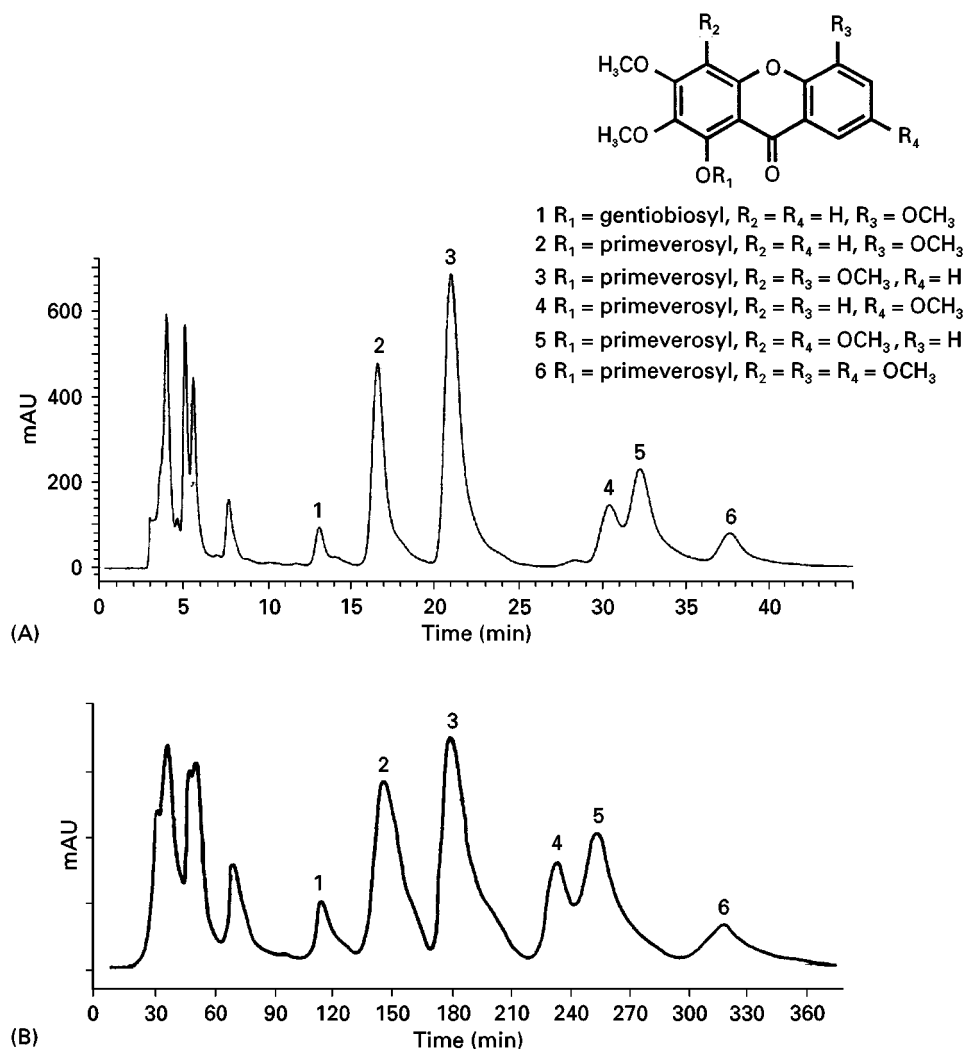 R₂
R₃
H₃CO
O
H₃CO
R₄
OR₁
O
1 R₁ = gentiobiosyl, R₂ = R₄ = H, R₃ = OCH₃
2 R₁ = primeverosyl, R₂ = R₄ = H, R₃ = OCH₃
3 R₁ = primeverosyl, R₂ = R₃ = OCH₃, R₄ = H
4 R₁ = primeverosyl, R₂ = R₃ = H, R₄ = OCH₃
5 R₁ = primeverosyl, R₂ = R₄ = OCH₃, R₃ = H
6 R₁ = primeverosyl, R₂ = R₃ = R₄ = OCH₃
3
2
5
4
1
6
600
400
200
0
mAU
0 5 10 15 20 25 30 35 40
Time (min)
(A)
3
2
5
4
1
6
mAU
0 30 60 90 120 150 180 210 240 270 300 330 360
Time (min)
(B)